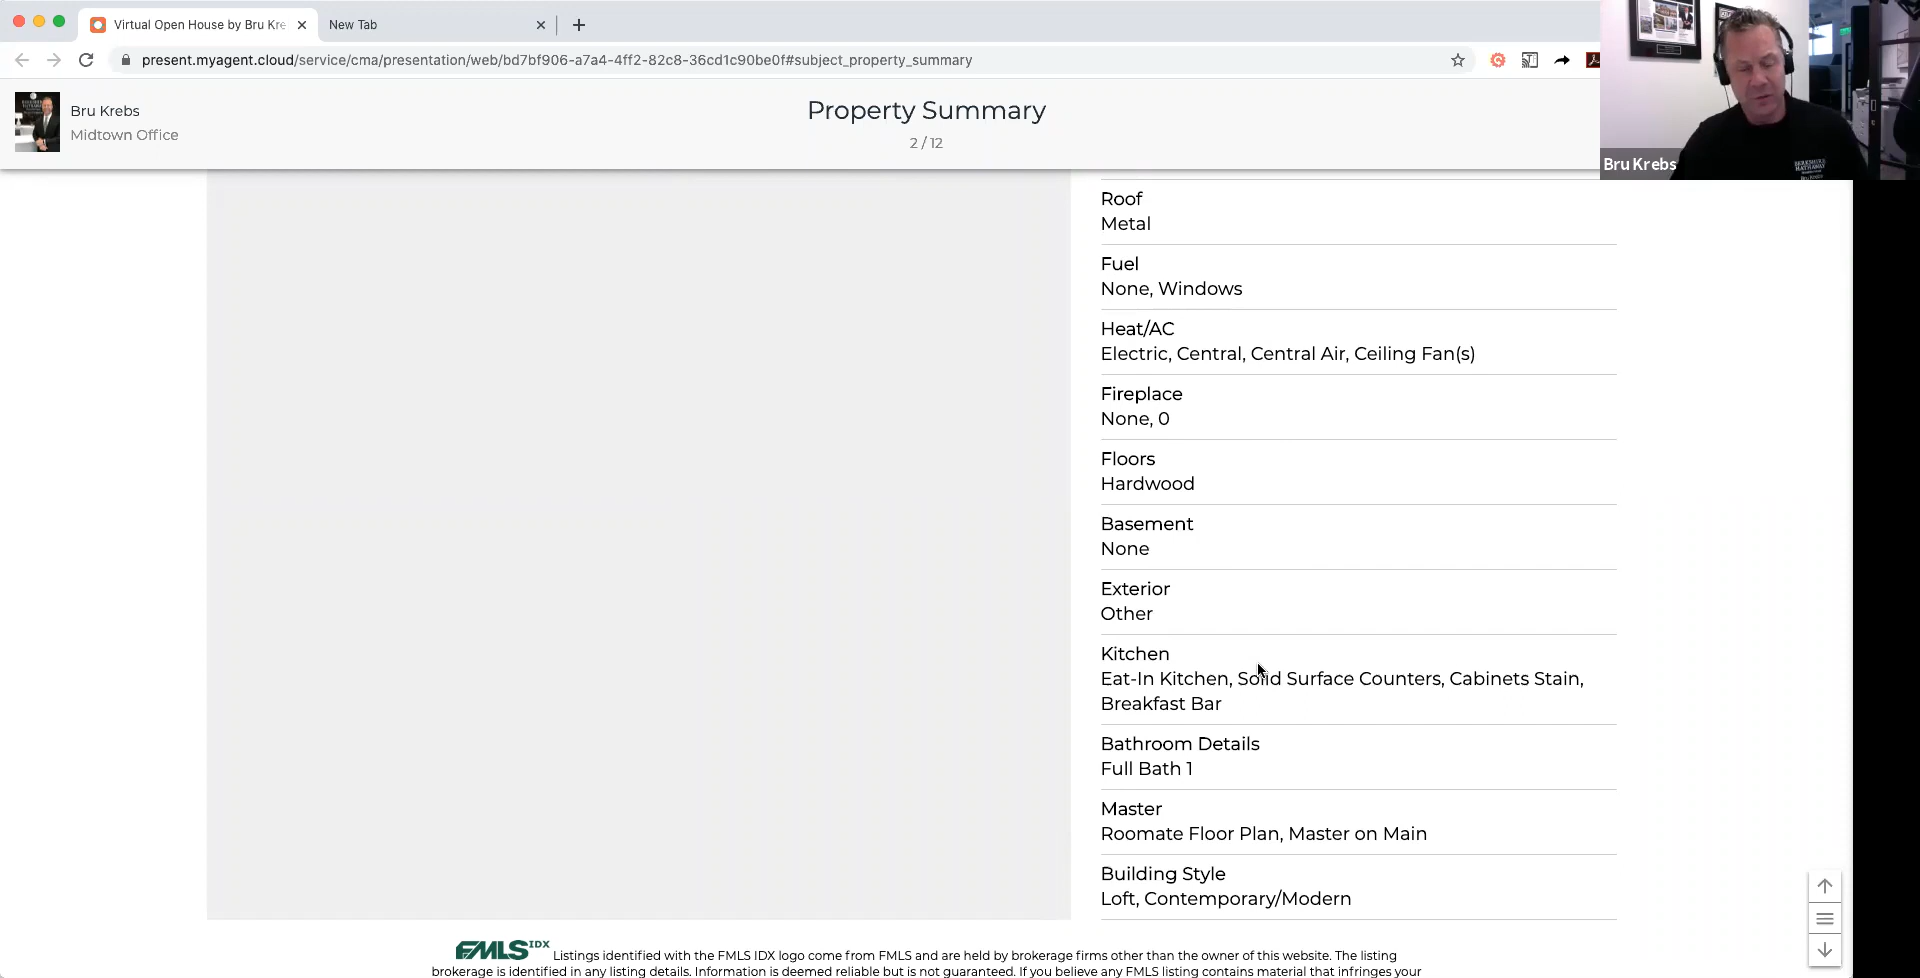 Virtual Open House by Bru Kre
New Tab
present.myagent.cloud/service/cma/presentation/web/bd7bf906-a7a4-4ff2-82c8-36cd1c90be0f#subject_property_summary
Bru Krebs
Midtown Office
Property Summary
2 / 12
Bru Krebs
Roof
Metal
Fuel
None, Windows
Heat/AC
Electric, Central, Central Air, Ceiling Fan(s)
Fireplace
None, 0
Floors
Hardwood
Basement
None
Exterior
Other
Kitchen
Eat-In Kitchen, Solid Surface Counters, Cabinets Stain,
Breakfast Bar
Bathroom Details
Full Bath 1
Master
Roomate Floor Plan, Master on Main
Building Style
Loft, Contemporary/Modern
FMLS IDX Listings identified with the FMLS IDX logo come from FMLS and are held by brokerage firms other than the owner of this website. The listing
brokerage is identified in any listing details. Information is deemed reliable but is not guaranteed. If you believe any FMLS listing contains material that infringes your